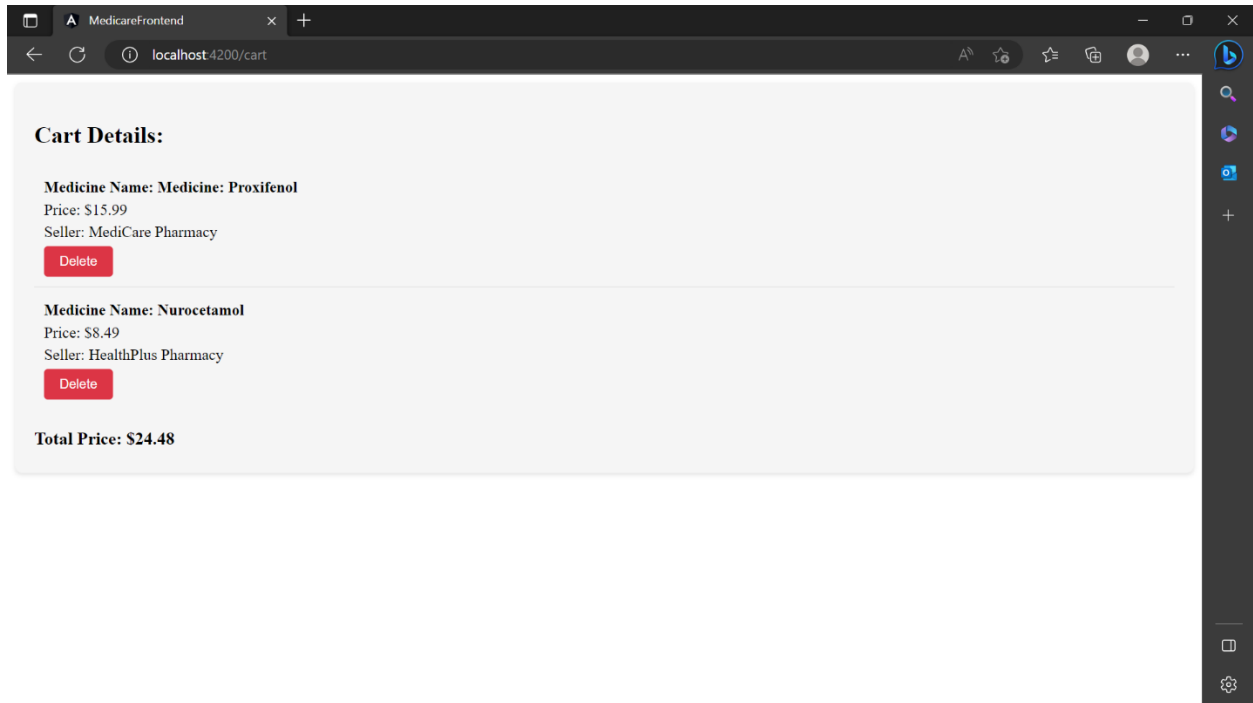 MedicareFrontend
localhost:4200/cart
Cart Details:
Medicine Name: Medicine: Proxifenol
Price: $15.99
Seller: MediCare Pharmacy
Delete
Medicine Name: Nurocetamol
Price: $8.49
Seller: HealthPlus Pharmacy
Delete
Total Price: $24.48